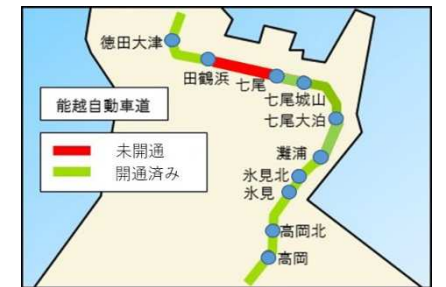 徳田大津
田鶴浜
七尾
七尾城山
七尾大泊
能越自動車道
未開通
開通済み
灘浦
氷見北
氷見
高岡北
高岡